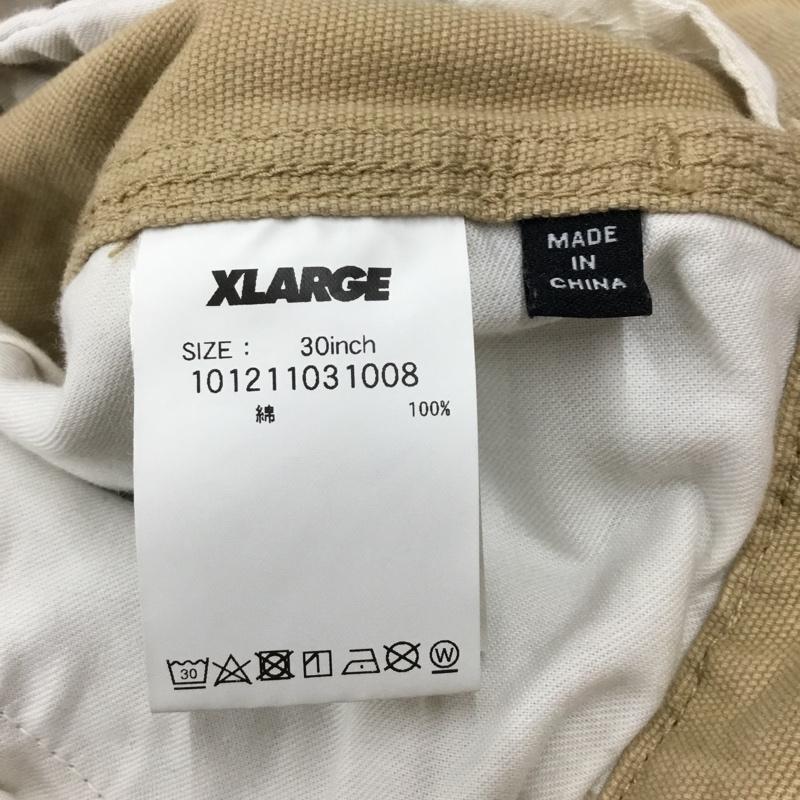 XLARGE
MADE
IN
CHINA
SIZE : 30inch
101211031008
綿 100%
30
W